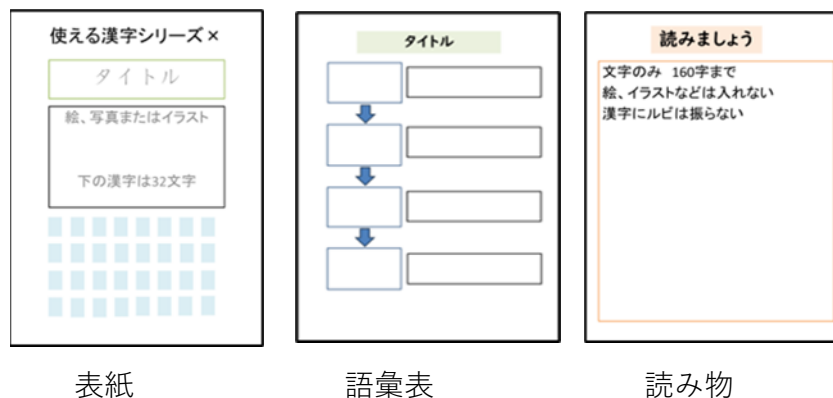 使える漢字シリーズ×
タイトル
絵、写真またはイラスト
下の漢字は32文字
タイトル
読みましょう
文字のみ 160字まで
絵、イラストなどは入れない
漢字にルビは振らない
表紙
語彙表
読み物